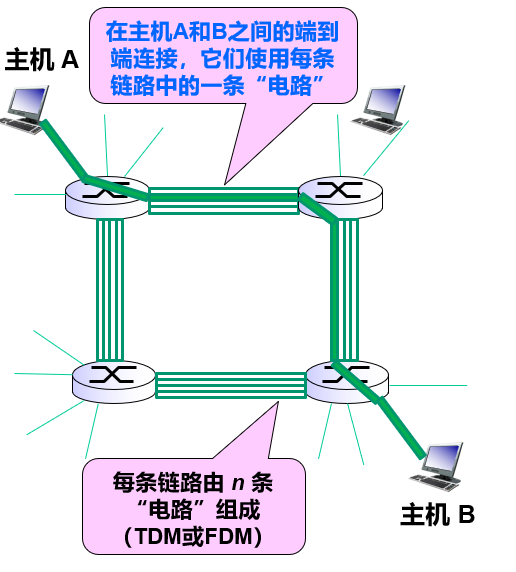 在主机A和B之间的端到
端连接，它们使用每条
链路中的一条“电路”
主机 A
每条链路由 n 条
“电路”组成
（TDM或FDM）
主机 B